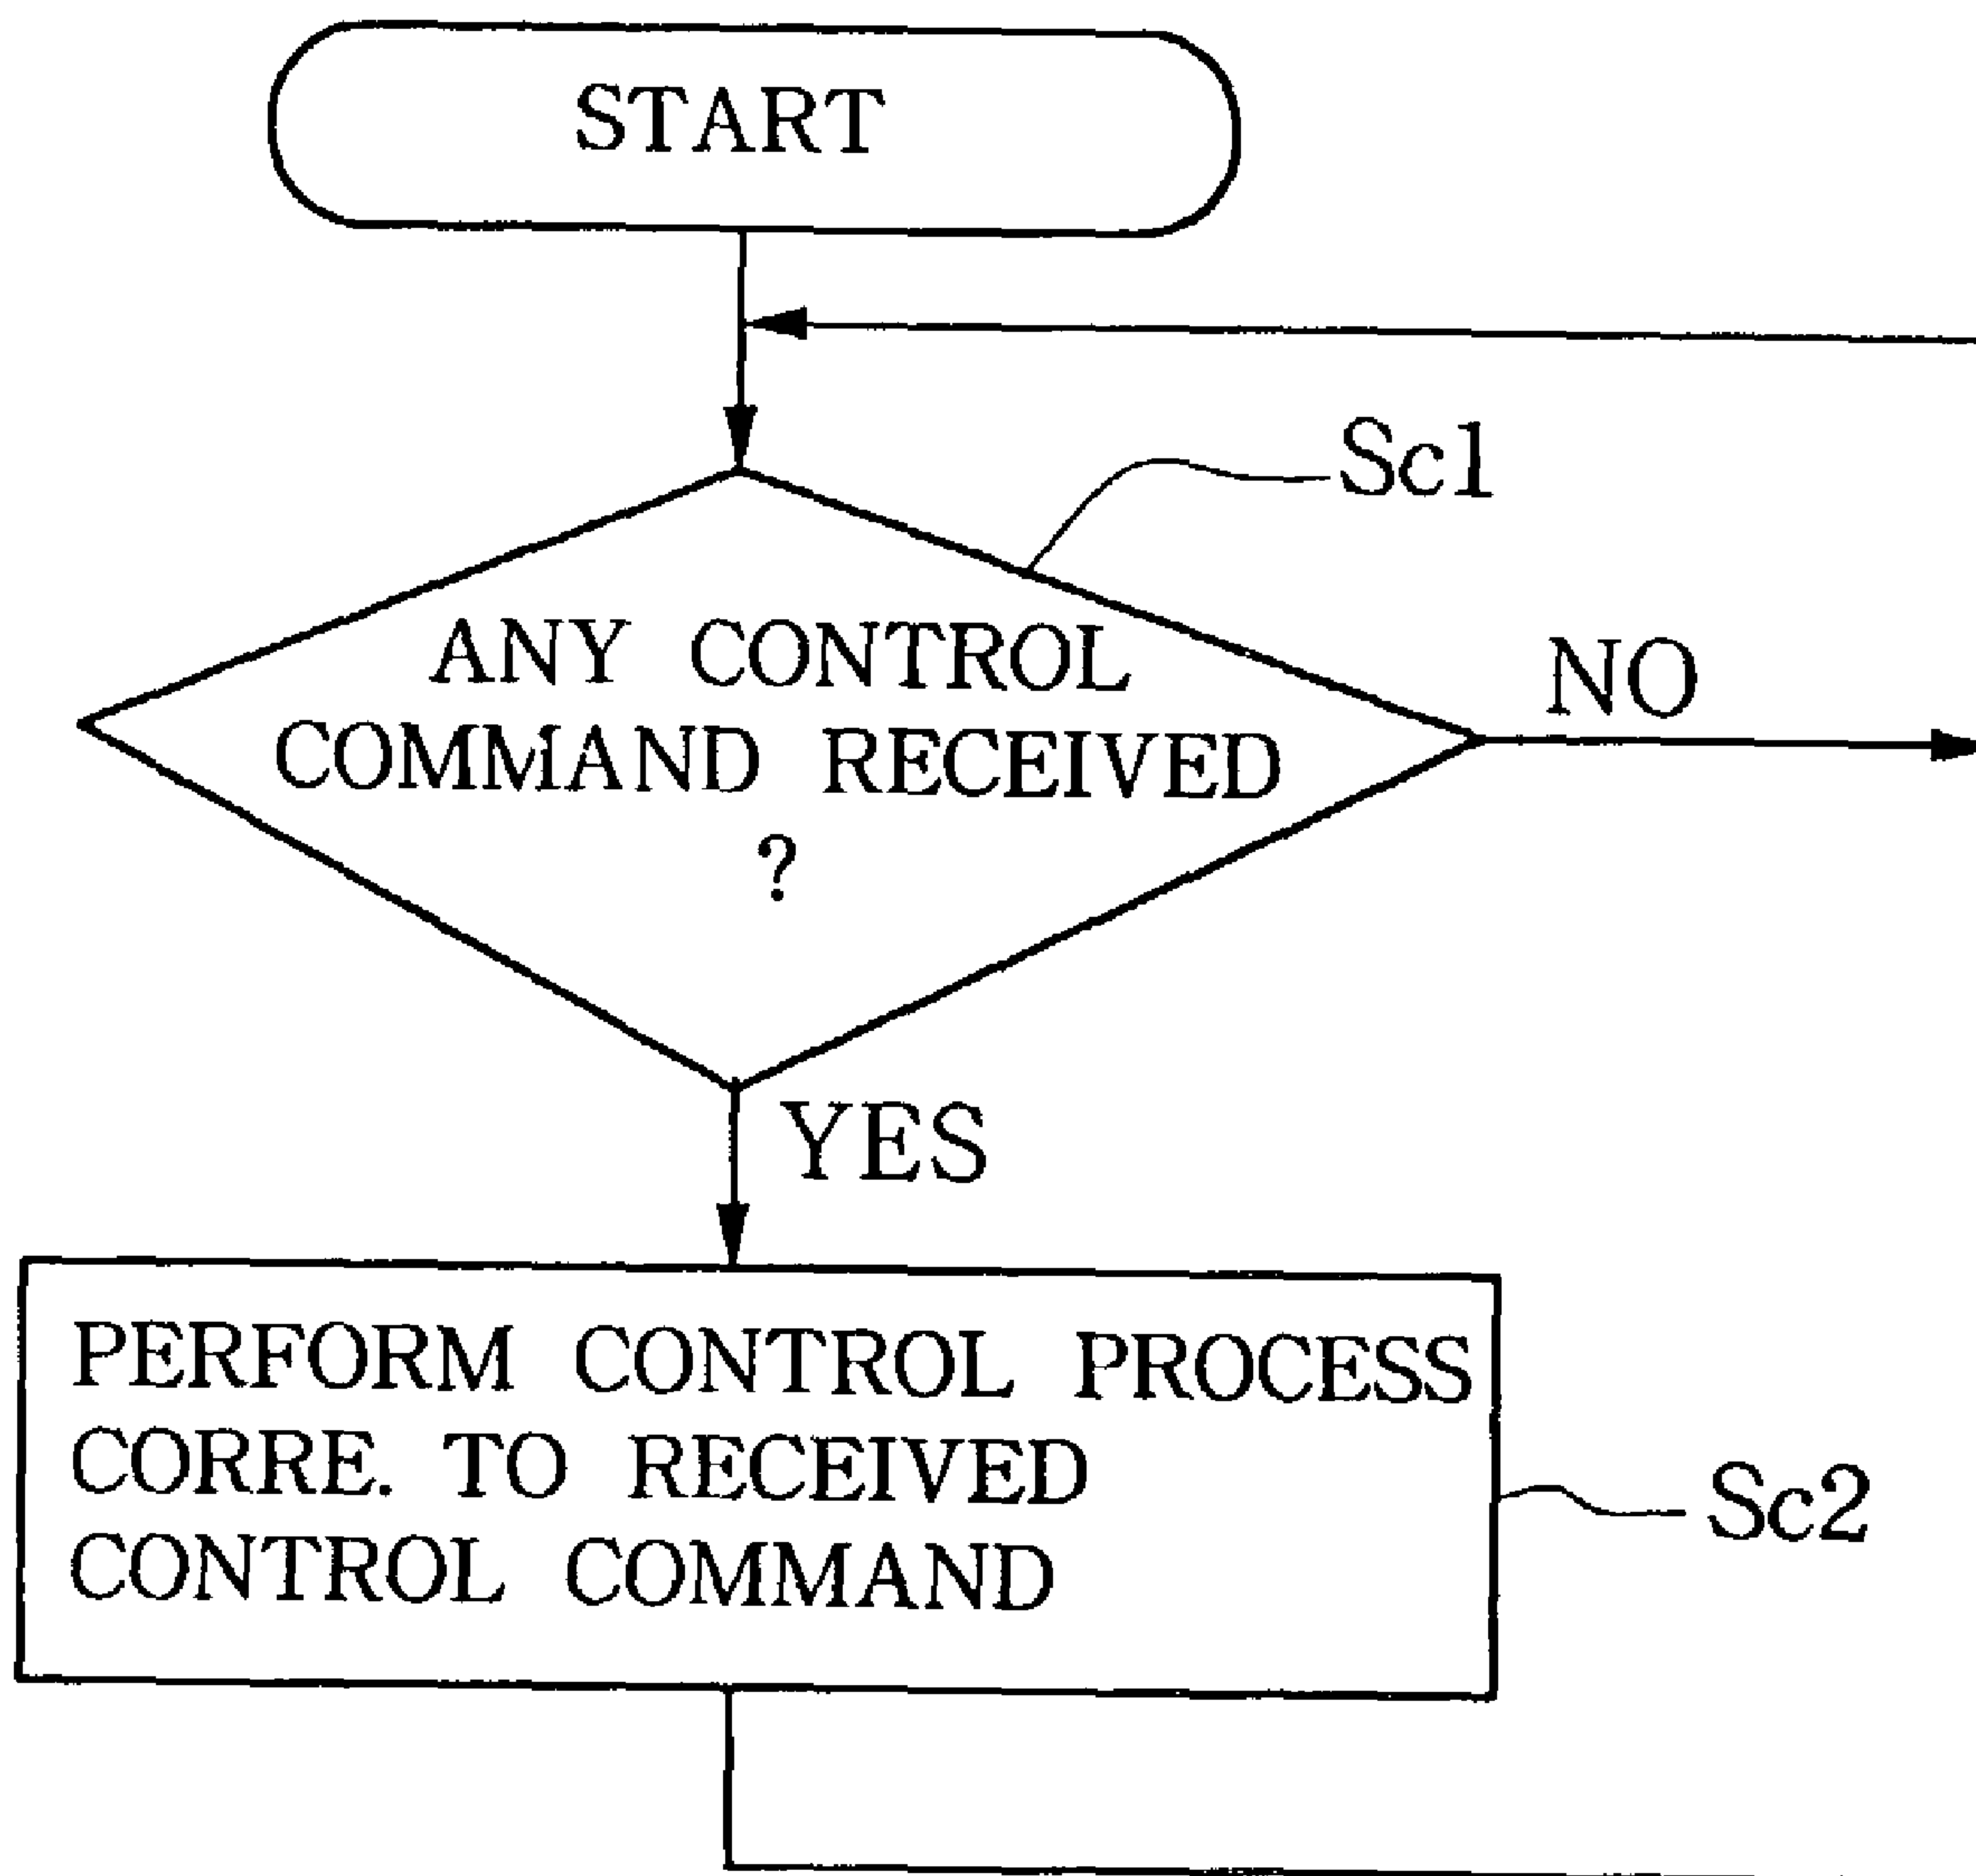 START
Sc1
ANY CONTROL
COMMAND RECEIVED
?
NO
YES
PERFORM CONTROL PROCESS
CORRE. TO RECEIVED
CONTROL COMMAND
Sc2